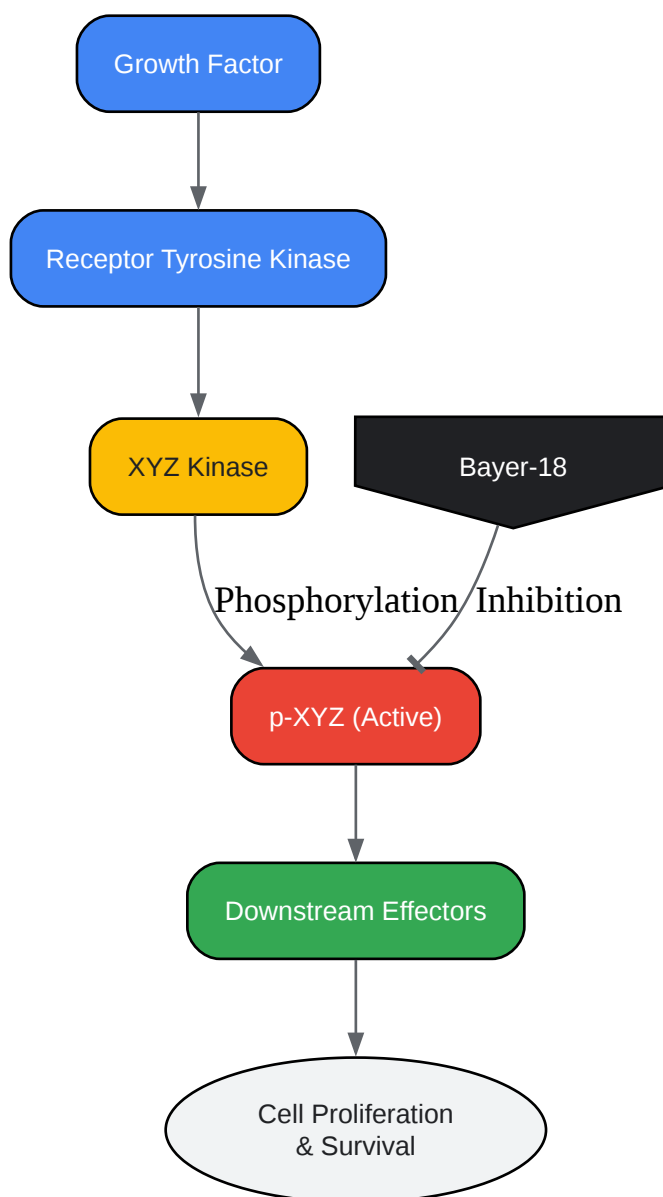 Growth Factor
Receptor Tyrosine Kinase
XYZ Kinase
Bayer-18
Phosphorylation
Inhibition
p-XYZ (Active)
Downstream Effectors
Cell Proliferation
& Survival